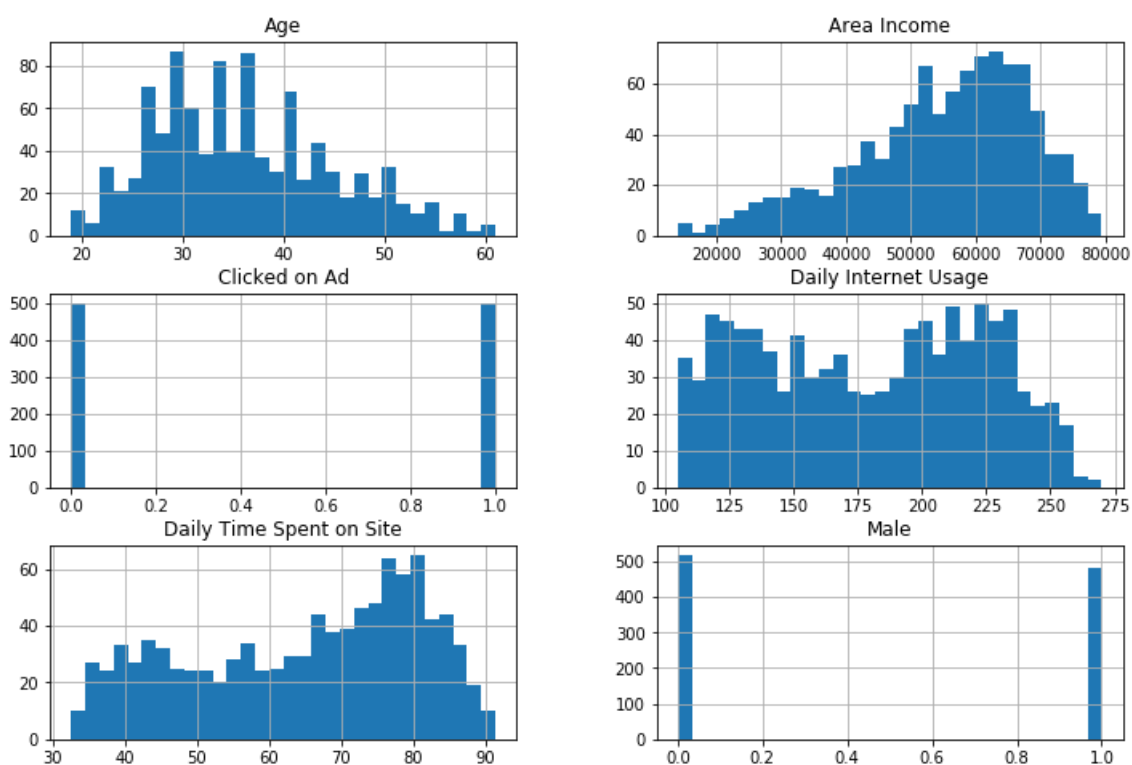 Age
80
60
40
20
0
20 30 40 50 60
Area Income
60
40
20
0
20000 30000 40000 50000 60000 70000 80000
Clicked on Ad
500
400
300
200
100
0
0.0 0.2 0.4 0.6 0.8 1.0
Daily Internet Usage
50
40
30
20
10
0
100 125 150 175 200 225 250 275
Daily Time Spent on Site
60
40
20
0
30 40 50 60 70 80 90
Male
500
400
300
200
100
0
0.0 0.2 0.4 0.6 0.8 1.0